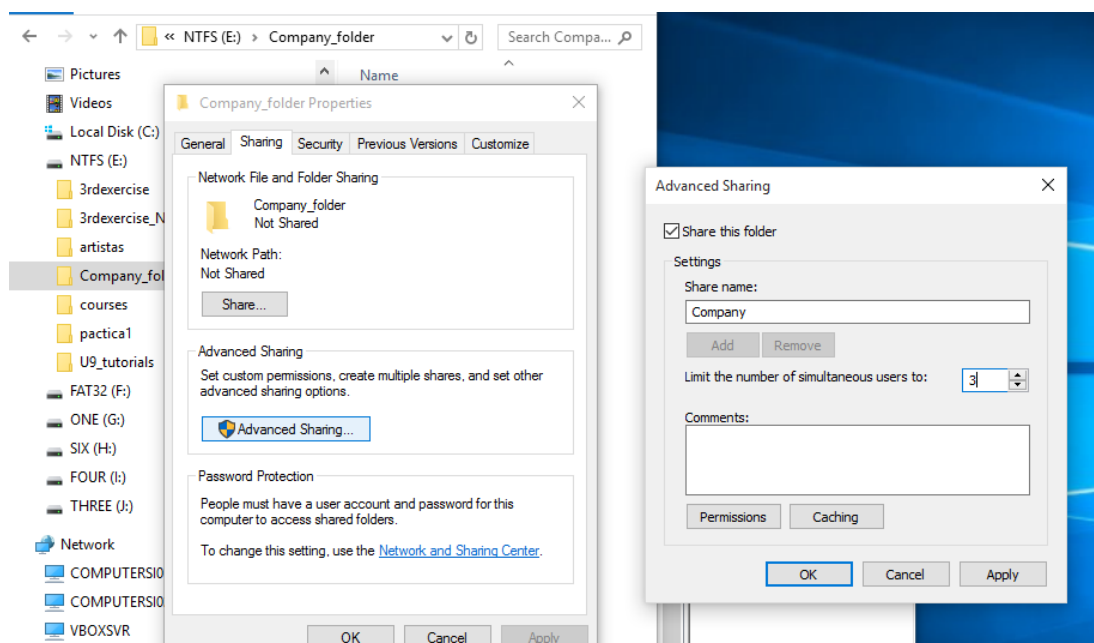 « NTFS (E:) › Company_folder
Search Compa...
Pictures
Videos
Local Disk (C:)
NTFS (E:)
3rdexercise
3rdexercise_N
artistas
Company_fol
courses
pactica1
U9_tutorials
FAT32 (F:)
ONE (G:)
SIX (H:)
FOUR (I:)
THREE (J:)
Network
COMPUTERSI0
COMPUTERSI0
VBOXSVR
Name
Company_folder Properties
General Sharing Security Previous Versions Customize
Network File and Folder Sharing
Company_folder
Not Shared
Network Path:
Not Shared
Share...
Advanced Sharing
Set custom permissions, create multiple shares, and set other
advanced sharing options.
Advanced Sharing...
Password Protection
People must have a user account and password for this
computer to access shared folders.
To change this setting, use the Network and Sharing Center.
OK Cancel Apply
Advanced Sharing
Share this folder
Settings
Share name:
Company
Add Remove
Limit the number of simultaneous users to: 3
Comments:
Permissions Caching
OK Cancel Apply